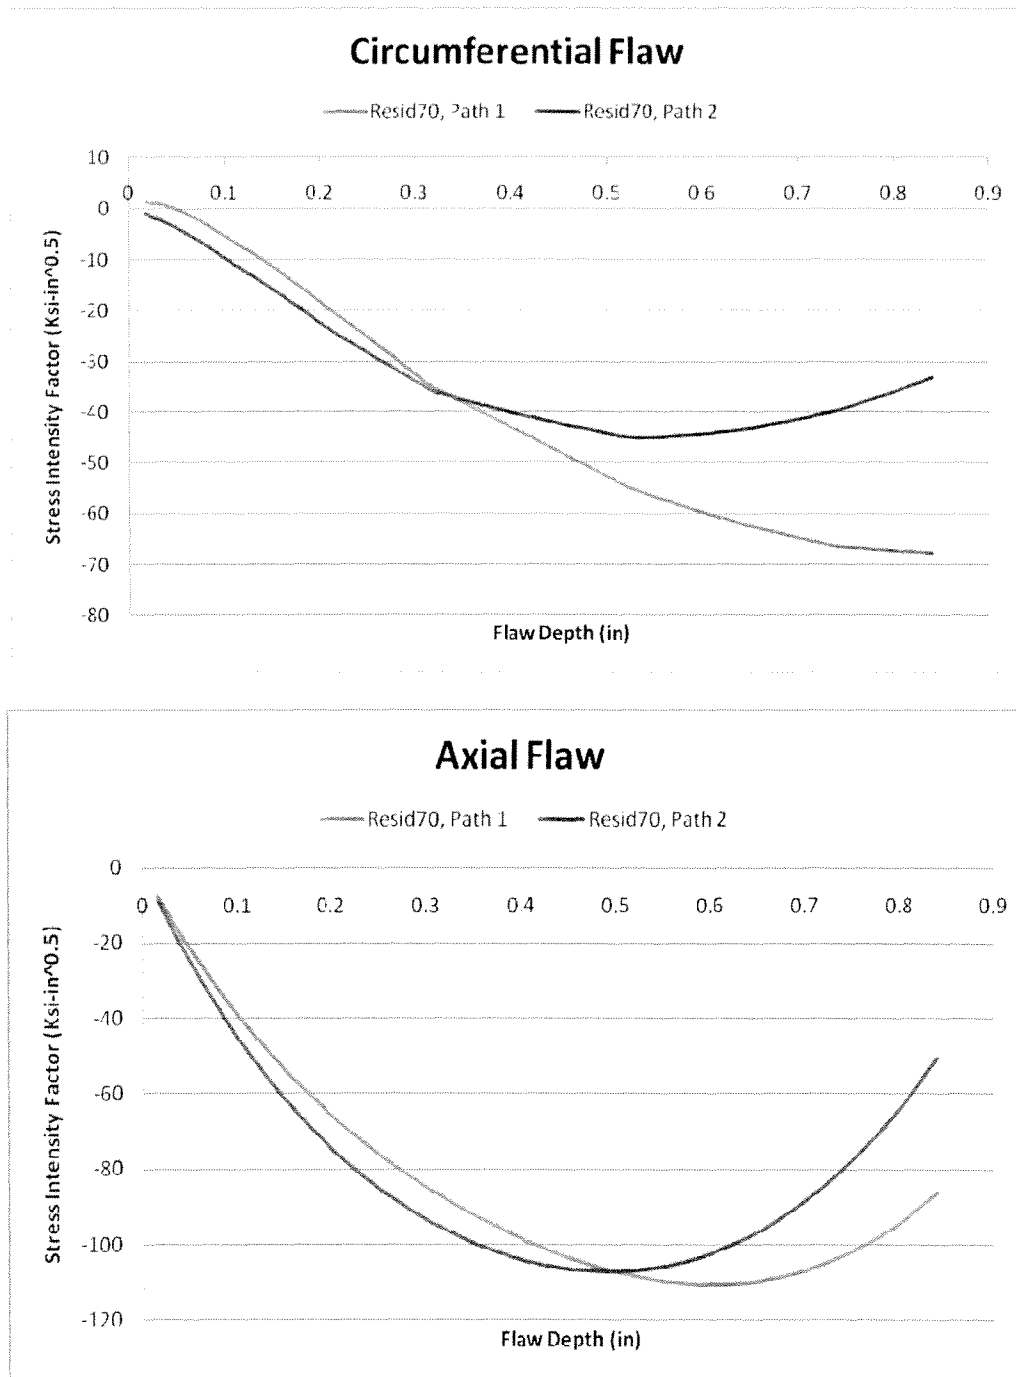 Circumferential Flaw
Resid70, Path 1 Resid70, Path 2
10
0 0.1 0.2 0.3 0.4 0.5 0.6 0.7 0.8 0.9
0
-10
-20
-30
-40
-50
-60
-70
-80
Stress Intensity Factor (Ksi-in^0.5)
Flaw Depth (in)
Axial Flaw
Resid70, Path 1 Resid70, Path 2
0
0 0.1 0.2 0.3 0.4 0.5 0.6 0.7 0.8 0.9
-20
-40
-60
-80
-100
-120
Stress Intensity Factor (Ksi-in^0.5)
Flaw Depth (in)